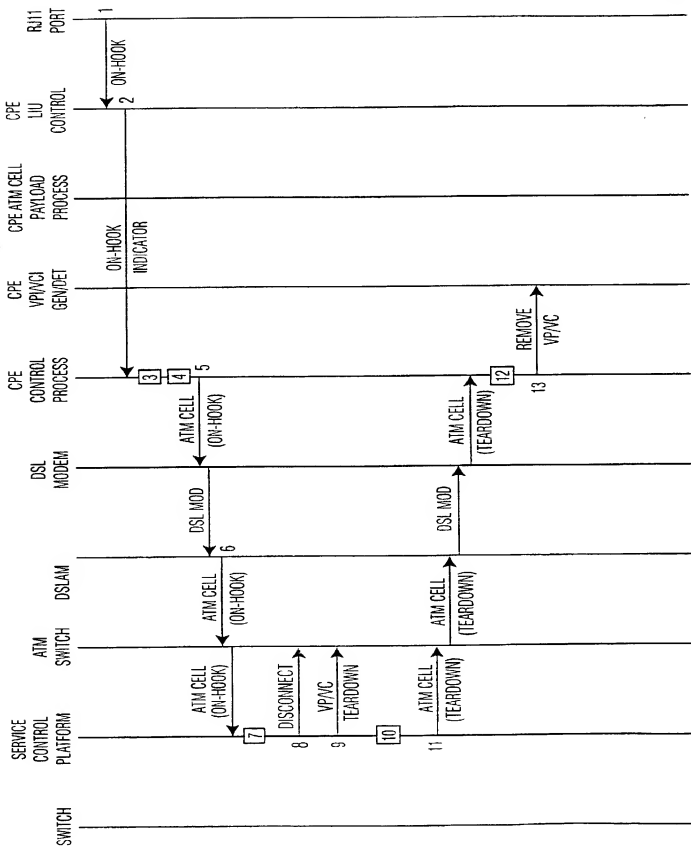 SWITCH
SERVICE
CONTROL
PLATFORM
ATM
SWITCH
DSLAM
DSL
MODEM
CPE
CONTROL
PROCESS
CPE
VPI/VCI
GEN/DET
CPE ATM CELL
PAYLOAD
PROCESS
CPE
LIU
CONTROL
RJ11
PORT
1
ON-HOOK
2
ON-HOOK
INDICATOR
3
4
5
ATM CELL
(ON-HOOK)
DSL MOD
6
ATM CELL
(ON-HOOK)
ATM CELL
(ON-HOOK)
7
8
DISCONNECT
9
VP/VC
TEARDOWN
10
11
ATM CELL
(TEARDOWN)
ATM CELL
(TEARDOWN)
DSL MOD
ATM CELL
(TEARDOWN)
12
13
REMOVE
VP/VC